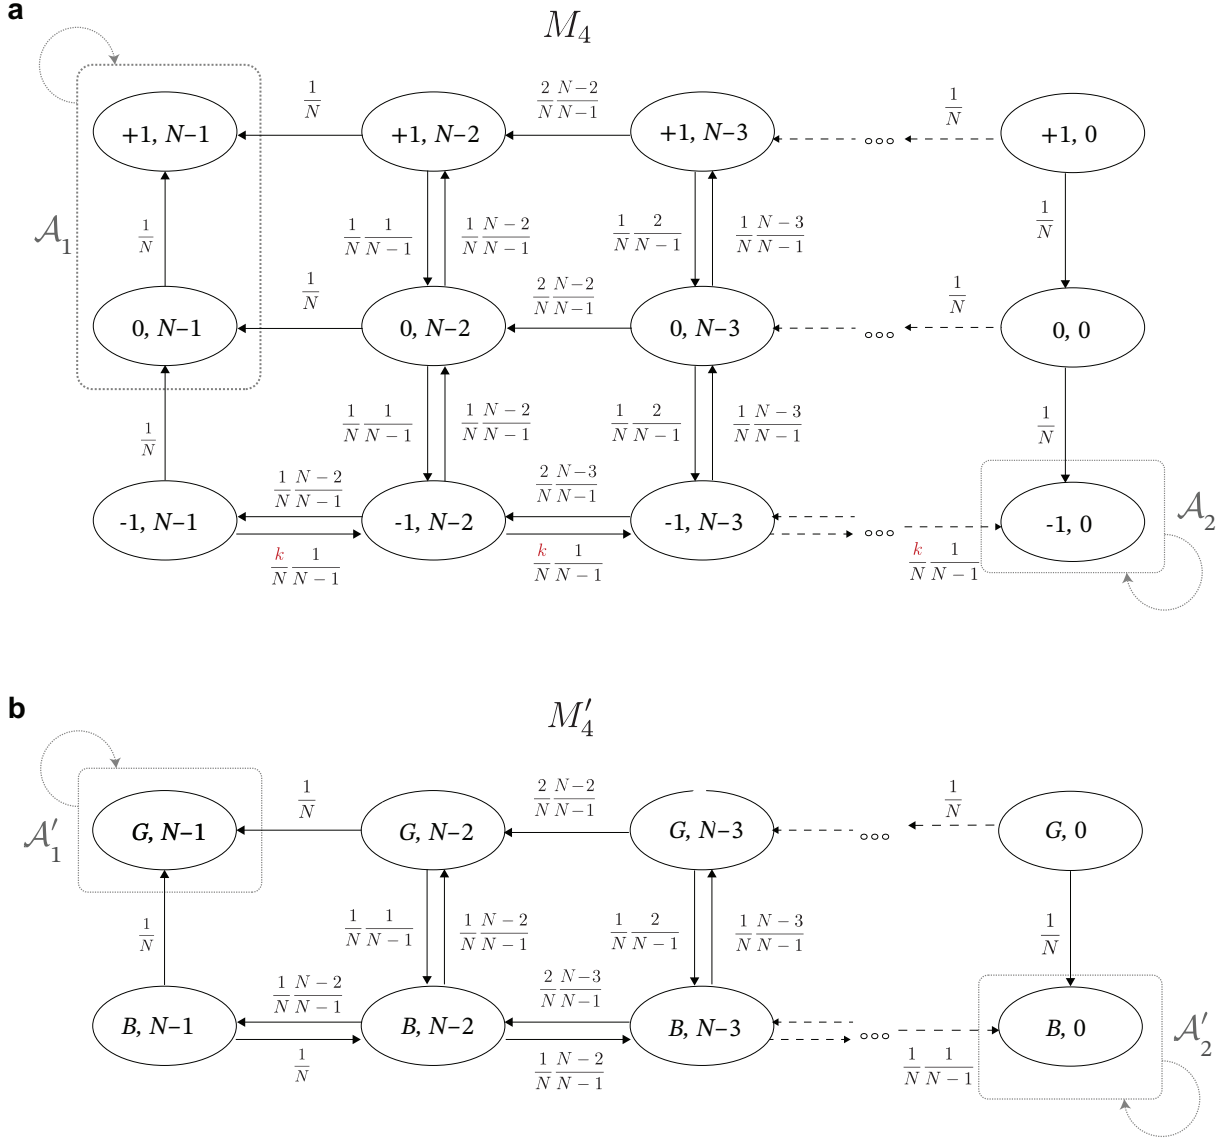 a
M₄
+1, N–1
1/N
+1, N–2
2/N N–2/N–1
+1, N–3
ooo
1/N
+1, 0
𝒜₁
1/N
1/N 1/N–1
1/N N–2/N–1
1/N 2/N–1
1/N N–3/N–1
1/N
0, N–1
1/N
0, N–2
2/N N–2/N–1
0, N–3
ooo
1/N
0, 0
1/N
1/N 1/N–1
1/N N–2/N–1
1/N 2/N–1
1/N N–3/N–1
1/N
-1, N–1
1/N N–2/N–1
k/N 1/N–1
-1, N–2
2/N N–3/N–1
k/N 1/N–1
-1, N–3
ooo
k/N 1/N–1
-1, 0
𝒜₂
b
M′₄
𝒜′₁
G, N–1
1/N
G, N–2
2/N N–2/N–1
G, N–3
ooo
1/N
G, 0
1/N
1/N 1/N–1
1/N N–2/N–1
1/N 2/N–1
1/N N–3/N–1
1/N
B, N–1
1/N N–2/N–1
1/N
B, N–2
2/N N–3/N–1
1/N N–2/N–1
B, N–3
ooo
1/N 1/N–1
B, 0
𝒜′₂